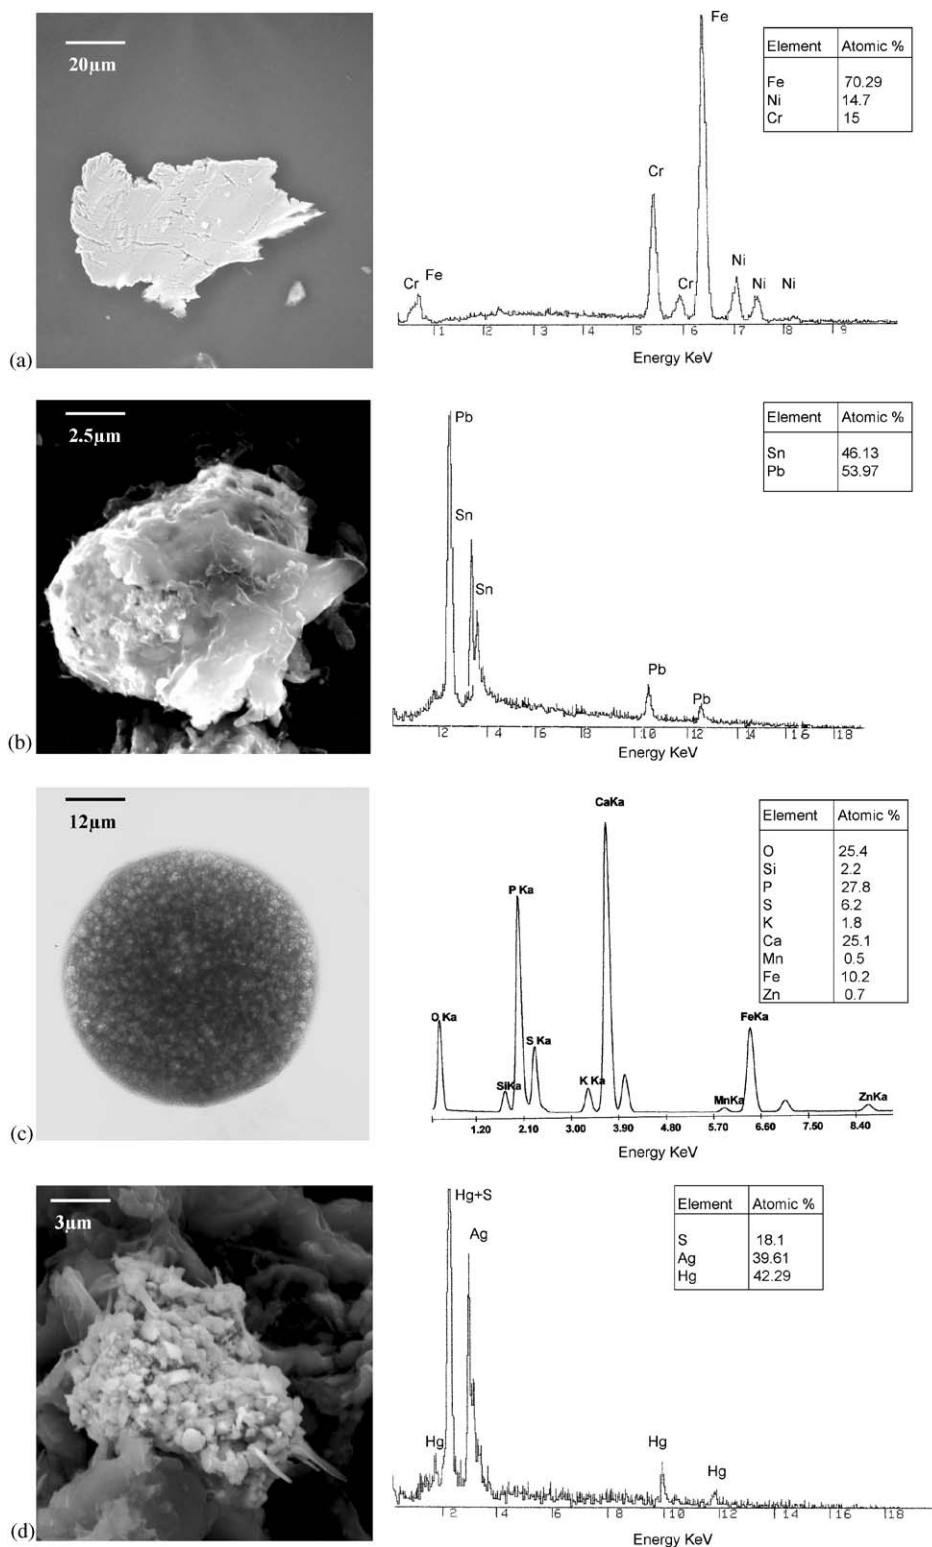 20µm
Fe
Element Atomic %
Fe 70.29
Ni 14.7
Cr 15
Cr
Cr Fe
Cr
Ni
Ni
Ni
1 2 3 4 5 6 7 8 9
Energy KeV
(a)
2.5µm
Pb
Element Atomic %
Sn 46.13
Pb 53.97
Sn
Sn
Pb
Pb
2 4 6 8 10 12 14 16 18
Energy KeV
(b)
12µm
CaKa
Element Atomic %
O 25.4
Si 2.2
P 27.8
S 6.2
K 1.8
Ca 25.1
Mn 0.5
Fe 10.2
Zn 0.7
P Ka
O Ka
S Ka
SiKa
K Ka
FeKa
MnKa
ZnKa
1.20 2.10 3.00 3.90 4.80 5.70 6.60 7.50 8.40
Energy KeV
(c)
3µm
Hg+S
Element Atomic %
S 18.1
Ag 39.61
Hg 42.29
Ag
Hg
Hg
Hg
2 4 6 8 10 12 14 16 18
Energy KeV
(d)